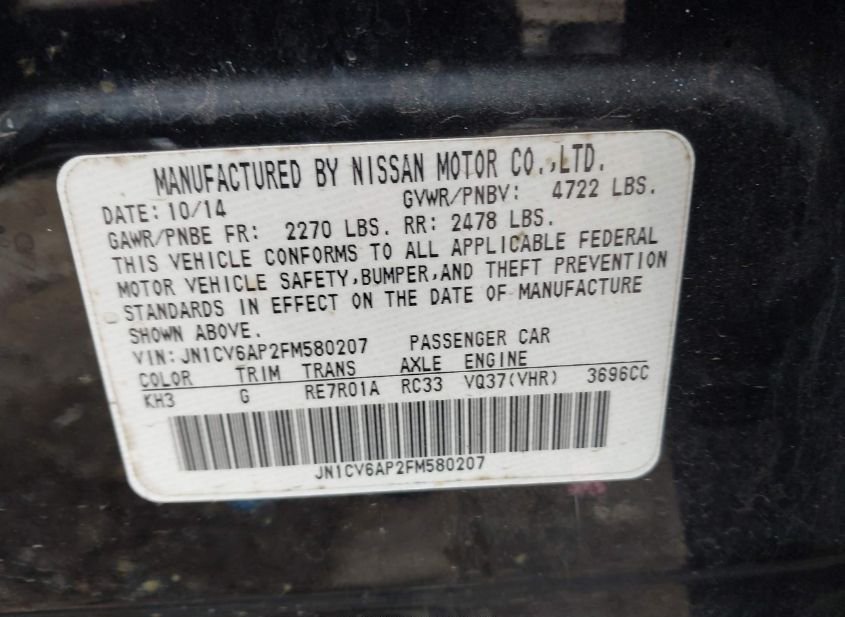 MANUFACTURED BY NISSAN MOTOR CO.,LTD.
DATE: 10/14 GVWR/PNBV: 4722 LBS.
GAWR/PNBE FR: 2270 LBS. RR: 2478 LBS.
THIS VEHICLE CONFORMS TO ALL APPLICABLE FEDERAL
MOTOR VEHICLE SAFETY,BUMPER,AND THEFT PREVENTION
STANDARDS IN EFFECT ON THE DATE OF MANUFACTURE
SHOWN ABOVE.
VIN: JN1CV6AP2FM580207 PASSENGER CAR
COLOR TRIM TRANS AXLE ENGINE
KH3 G RE7R01A RC33 VQ37(VHR) 3696CC
JN1CV6AP2FM580207